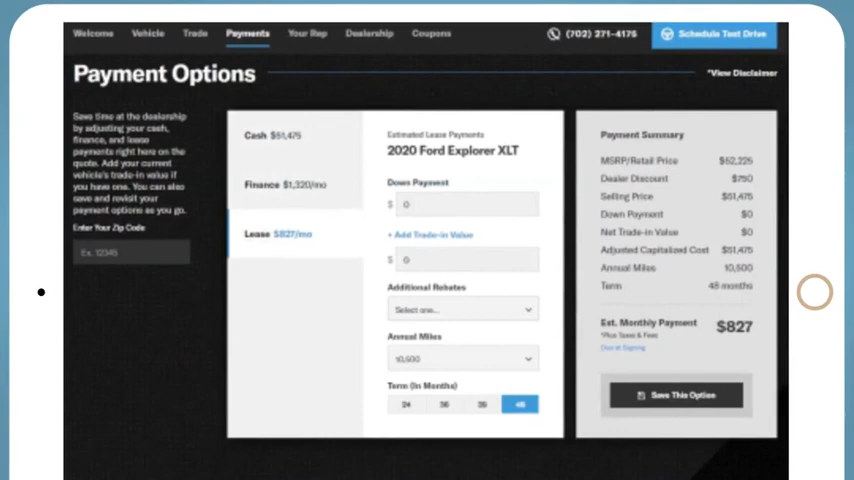 Welcome Vehicle Trade Payments Your Rep Dealership Coupons (702) 271-4175 Schedule Test Drive
Payment Options *View Disclaimer
Save time at the dealership
by adjusting your cash,
finance, and lease
payments right here on the
quote. Add your current
vehicle's trade-in value if
you have one. You can also
save and revisit your
payment options as you go.
Enter Your Zip Code
Ex. 12345
Cash $51,475
Finance $1,320/mo
Lease $827/mo
Estimated Lease Payments
2020 Ford Explorer XLT
Down Payment
$ 0
+ Add Trade-in Value
$ 0
Additional Rebates
Select one...
Annual Miles
10,500
Term (In Months)
24 36 39 48
Payment Summary
MSRP/Retail Price $52,225
Dealer Discount $750
Selling Price $51,475
Down Payment $0
Net Trade-in Value $0
Adjusted Capitalized Cost $51,475
Annual Miles 10,500
Term 48 months
Est. Monthly Payment $827
*Plus Taxes & Fees
Due at Signing
Save This Option